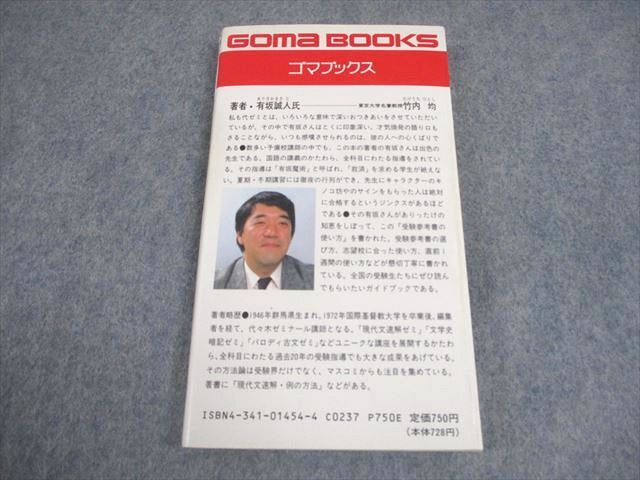 GOMA BOOKS
ゴマブックス
著者・有坂誠人氏 東京大学名誉教授 竹内 均
私も代ゼミとは、いろいろな意味で深いおつきあいをさせていただい
ているが、その中で有坂さんはとくに印象深い。才気煥発の語り口も
さることながら、いつも感嘆させられるのは、彼の人への心くばりで
ある●数多い予備校講師の中でも、この本の著者の有坂さんは出色の
先生である。国語の講義のかたわら、全科目にわたる指導をされてい
る。その指導は「有坂魔術」と呼ばれ、「救済」を求める学生が絶えな
い。夏期・冬期講習には徹夜の行列ができ、先生にキャラクターのキ
ノコ坊やのサインをもらった人は絶対
に合格するというジンクスがあるほど
である●その有坂さんがありったけの
知恵をしぼって、この「受験参考書の
使い方」を書かれた。受験参考書の選
び方、志望校に合った使い方、直前1
週間の使い方などが懇切丁寧に書かれ
ている。全国の受験生たちにぜひ読ん
でもらいたいガイドブックである。
著者略歴●1946年群馬県生まれ。1972年国際基督教大学を卒業後、編集
者を経て、代々木ゼミナール講師となる。「現代文速解ゼミ」「文学史
暗記ゼミ」「パロディ古文ゼミ」などユニークな講座を展開するかたわ
ら、全科目にわたる過去20年の受験指導でも大きな成果をあげている。
その方法論は受験界だけでなく、マスコミからも注目を集めている。
著書に「現代文速解・例の方法」などがある。
ISBN4-341-01454-4 C0237 P750E 定価750円
(本体728円)